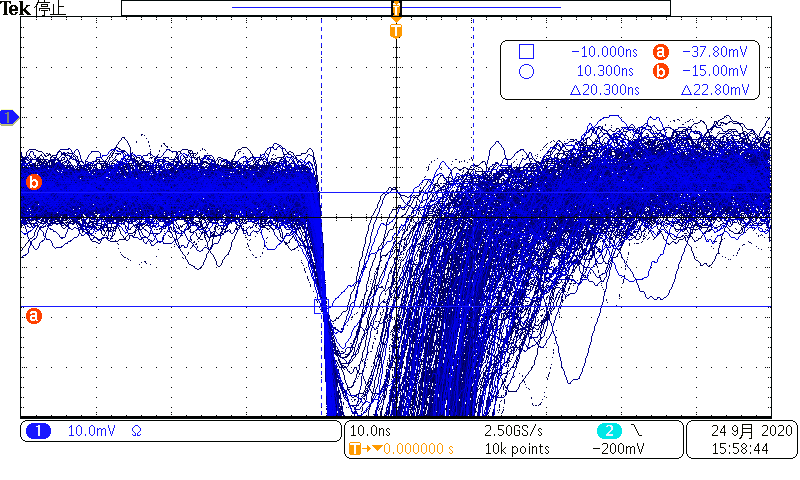 Tek 停止
T
T
-10.000ns a -37.80mV
10.300ns b -15.00mV
Δ20.300ns Δ22.80mV
1
b
a
1 10.0mV Ω
10.0ns 2.50GS/s 2
T→▼0.000000 s 10k points -200mV
24 9月 2020
15:58:44